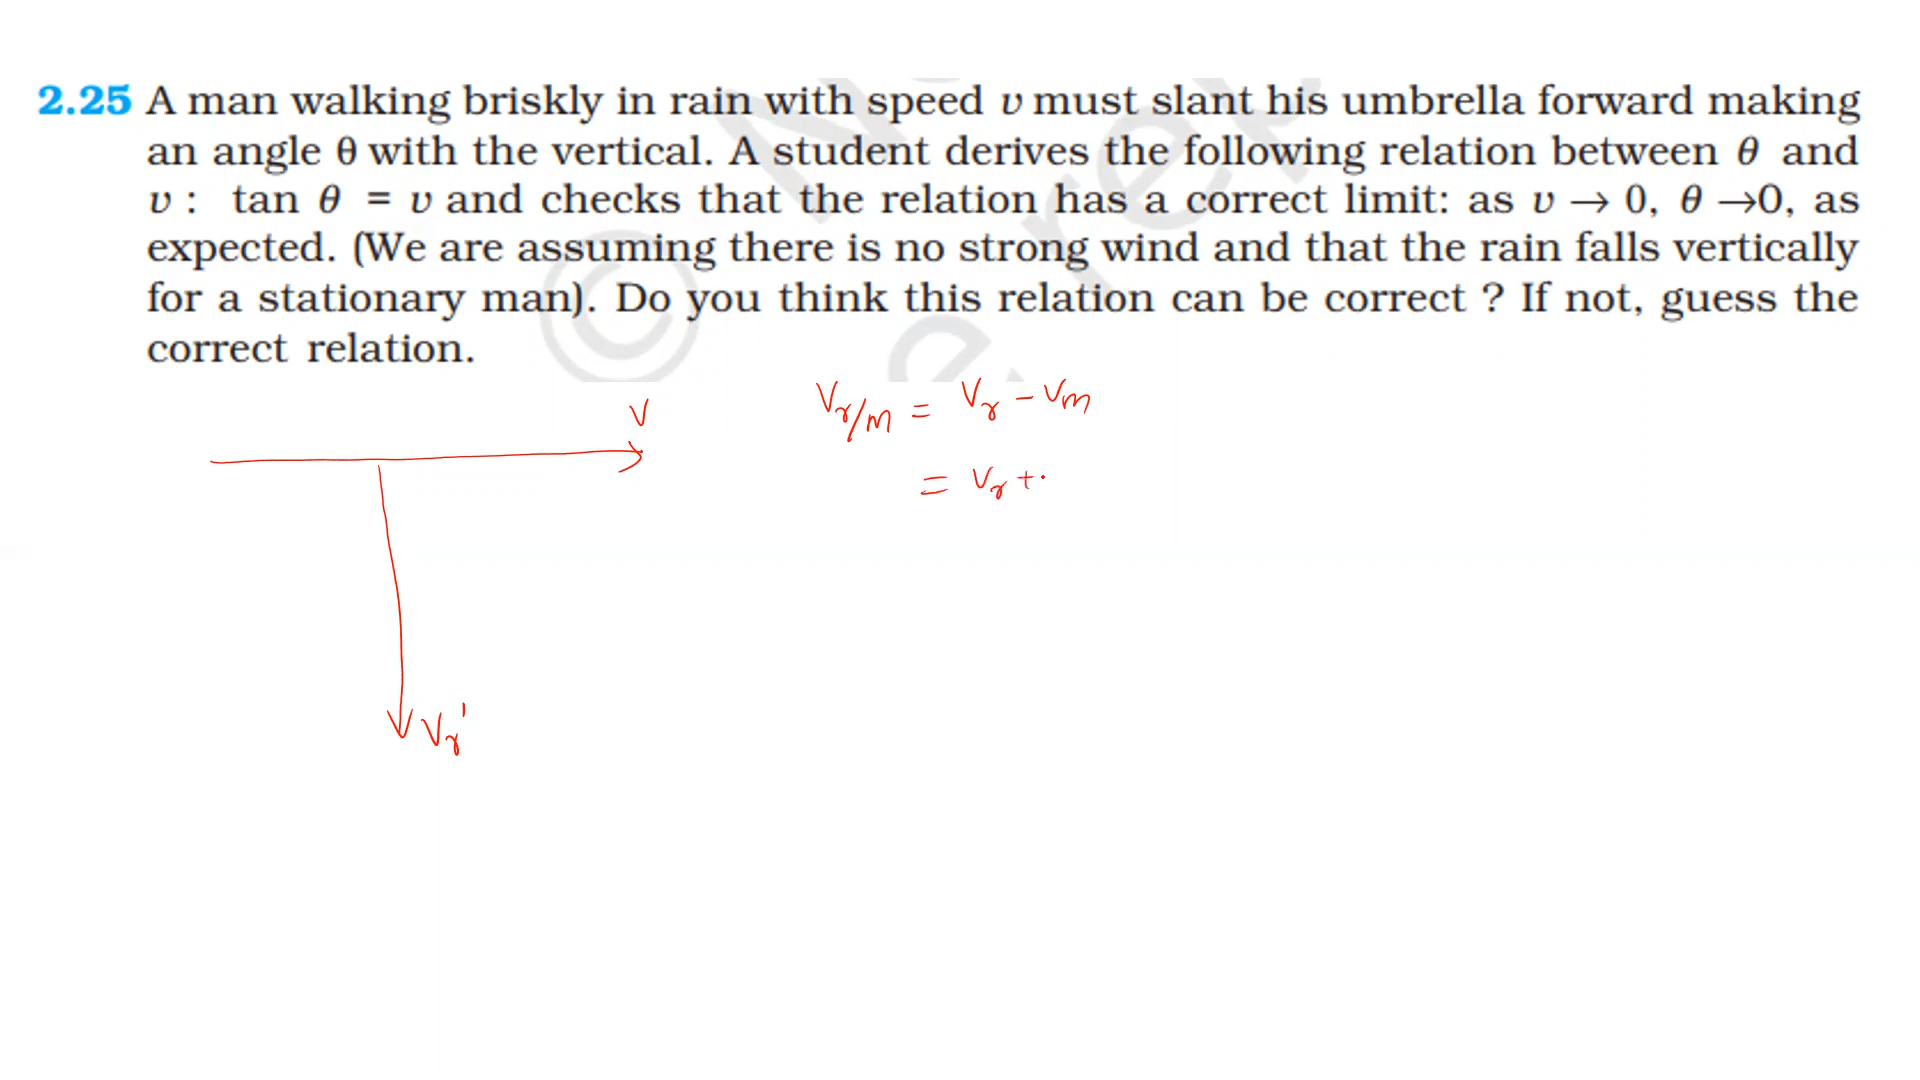 2.25 A man walking briskly in rain with speed v must slant his umbrella forward making
an angle θ with the vertical. A student derives the following relation between θ and
v : tan θ = v and checks that the relation has a correct limit: as v → 0, θ →0, as
expected. (We are assuming there is no strong wind and that the rain falls vertically
for a stationary man). Do you think this relation can be correct ? If not, guess the
correct relation.
V
Vr/m = Vr - Vm
= Vr +
Vr'